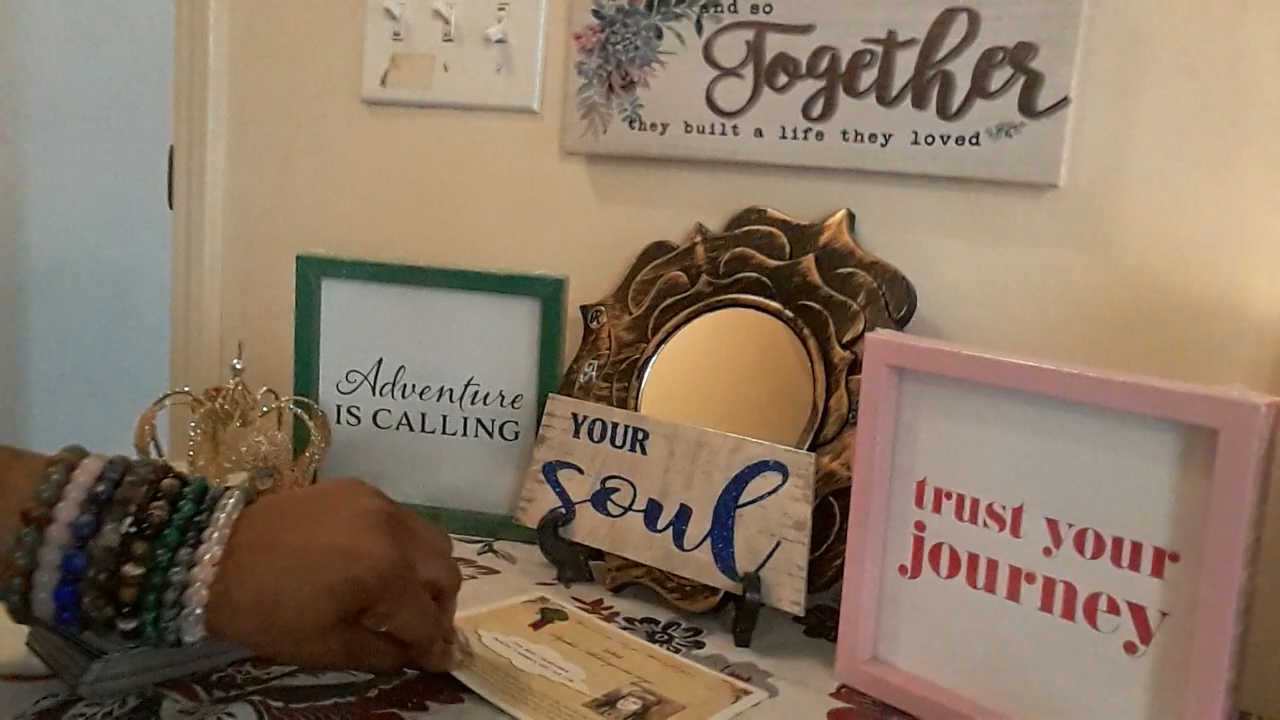 and so
Together
they built a life they loved
Adventure
IS CALLING
YOUR
soul
trust your
journey